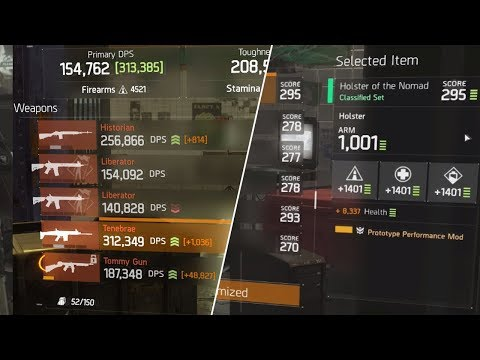 Primary DPS
154,762 [313,385]
Toughne
208,5
Firearms 4521
Stamina
Weapons
Historian
256,866 DPS [+814]
Liberator
154,092 DPS
Liberator
140,828 DPS
Tenebrae
312,349 DPS [+1,036]
Tommy Gun
187,348 DPS [+48,827]
52/150
mized
SCORE
295
SCORE
278
277
SCORE
278
SCORE
293
SCORE
270
Selected Item
Holster of the Nomad
Classified Set
SCORE
295
Holster
ARM
1,001
+1401
+1401
+1401
+ 8,337 Health
Prototype Performance Mod